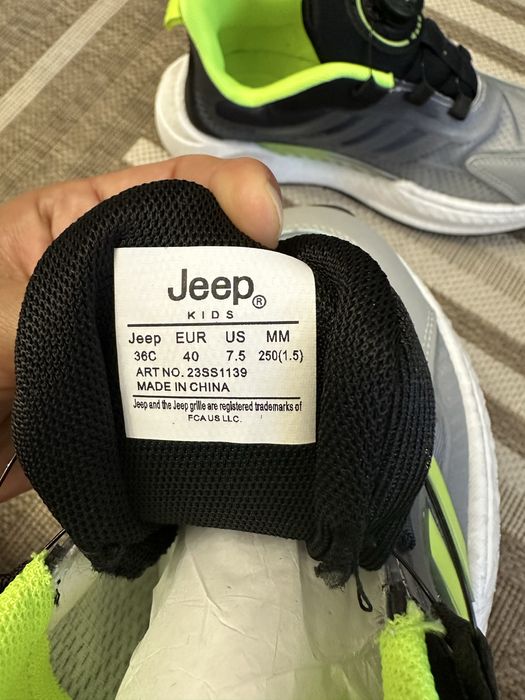 Jeep®
KIDS
Jeep EUR US MM
36C 40 7.5 250(1.5)
ART NO. 23SS1139
MADE IN CHINA
Jeep and the Jeep grille are registered trademarks of
FCA US LLC.